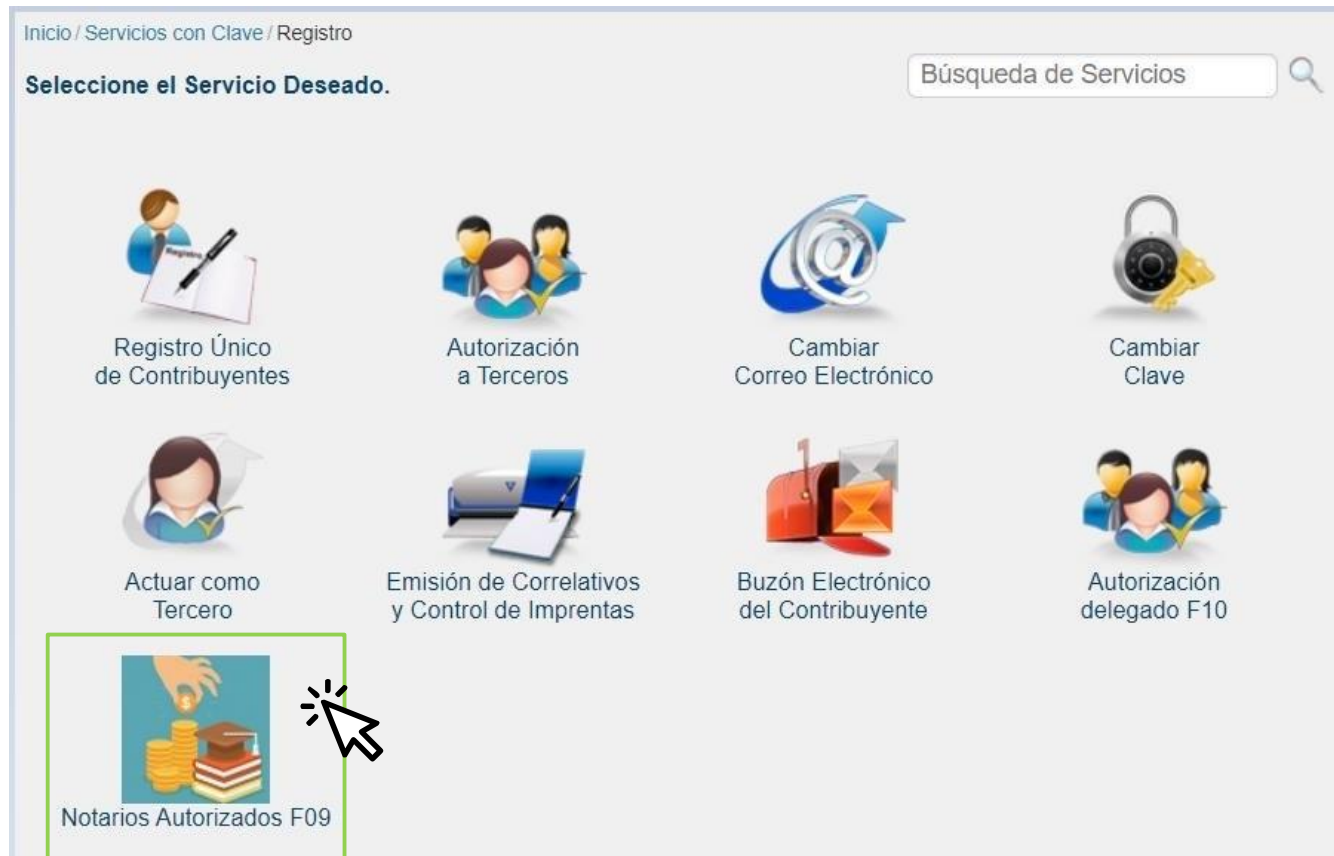 Inicio / Servicios con Clave / Registro
Seleccione el Servicio Deseado.
Búsqueda de Servicios
Registro
Registro Único
de Contribuyentes
Autorización
a Terceros
Cambiar
Correo Electrónico
Cambiar
Clave
Actuar como
Tercero
Emisión de Correlativos
y Control de Imprentas
Buzón Electrónico
del Contribuyente
Autorización
delegado F10
Notarios Autorizados F09